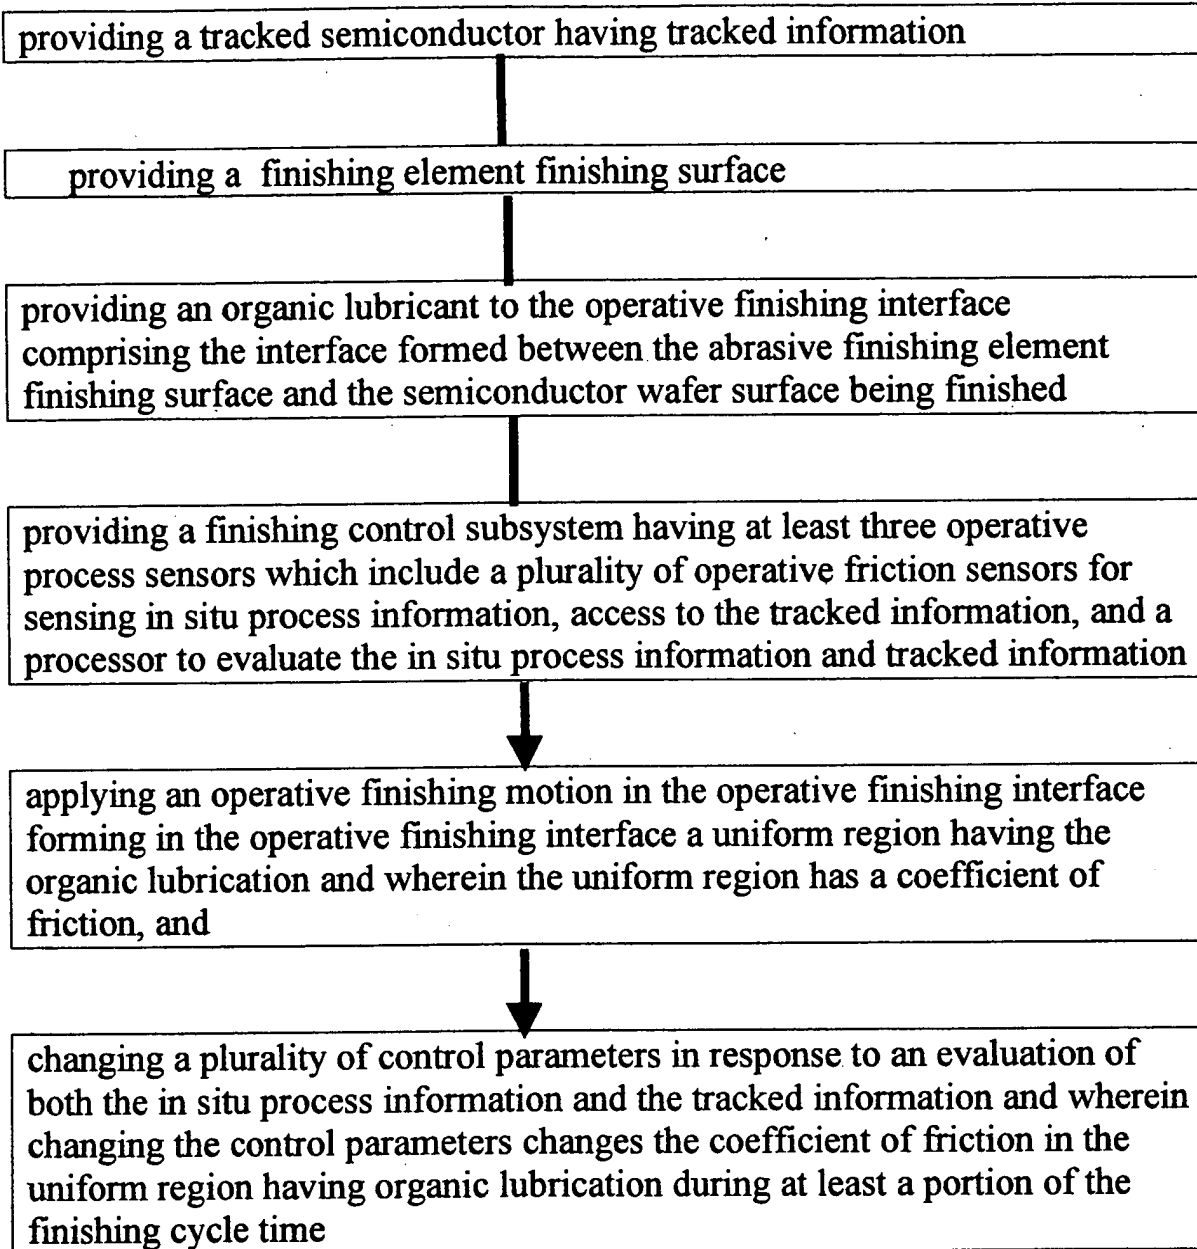 providing a tracked semiconductor having tracked information
providing a finishing element finishing surface
providing an organic lubricant to the operative finishing interface
comprising the interface formed between the abrasive finishing element
finishing surface and the semiconductor wafer surface being finished
providing a finishing control subsystem having at least three operative
process sensors which include a plurality of operative friction sensors for
sensing in situ process information, access to the tracked information, and a
processor to evaluate the in situ process information and tracked information
applying an operative finishing motion in the operative finishing interface
forming in the operative finishing interface a uniform region having the
organic lubrication and wherein the uniform region has a coefficient of
friction, and
changing a plurality of control parameters in response to an evaluation of
both the in situ process information and the tracked information and wherein
changing the control parameters changes the coefficient of friction in the
uniform region having organic lubrication during at least a portion of the
finishing cycle time